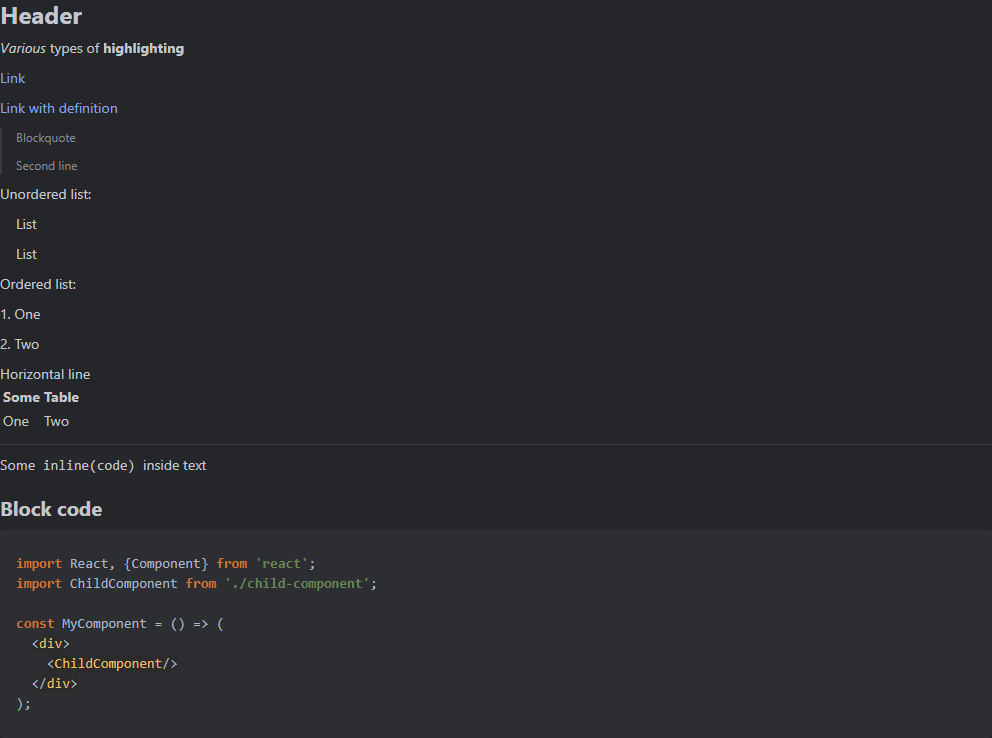 Header
Various types of highlighting
Link
Link with definition
Blockquote
Second line
Unordered list:
List
List
Ordered list:
1. One
2. Two
Horizontal line
Some Table
One Two
Some inline(code) inside text
Block code
import React, {Component} from 'react';
import ChildComponent from './child-component';
const MyComponent = () => (
<div>
<ChildComponent/>
</div>
);